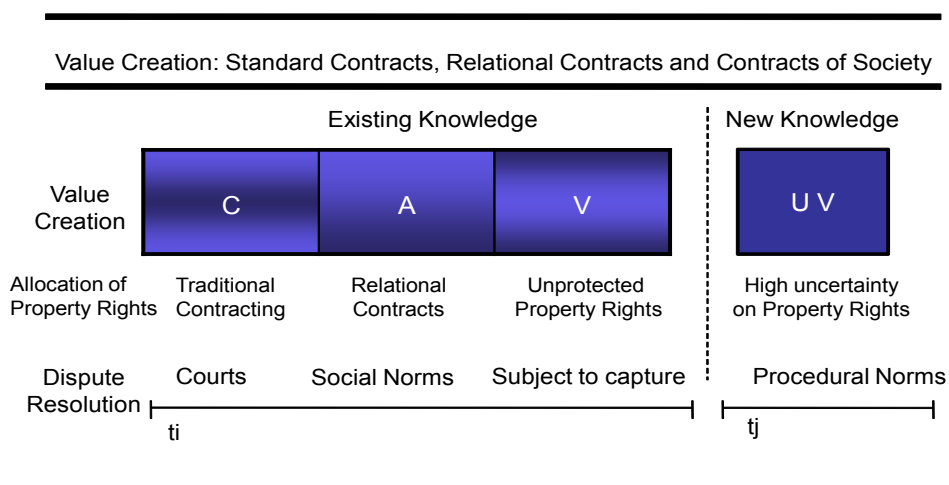 Value Creation: Standard Contracts, Relational Contracts and Contracts of Society
Existing Knowledge
New Knowledge
Value
Creation
C
A
V
U V
Allocation of
Property Rights
Traditional
Contracting
Relational
Contracts
Unprotected
Property Rights
High uncertainty
on Property Rights
Dispute
Resolution
Courts
Social Norms
Subject to capture
Procedural Norms
ti
tj